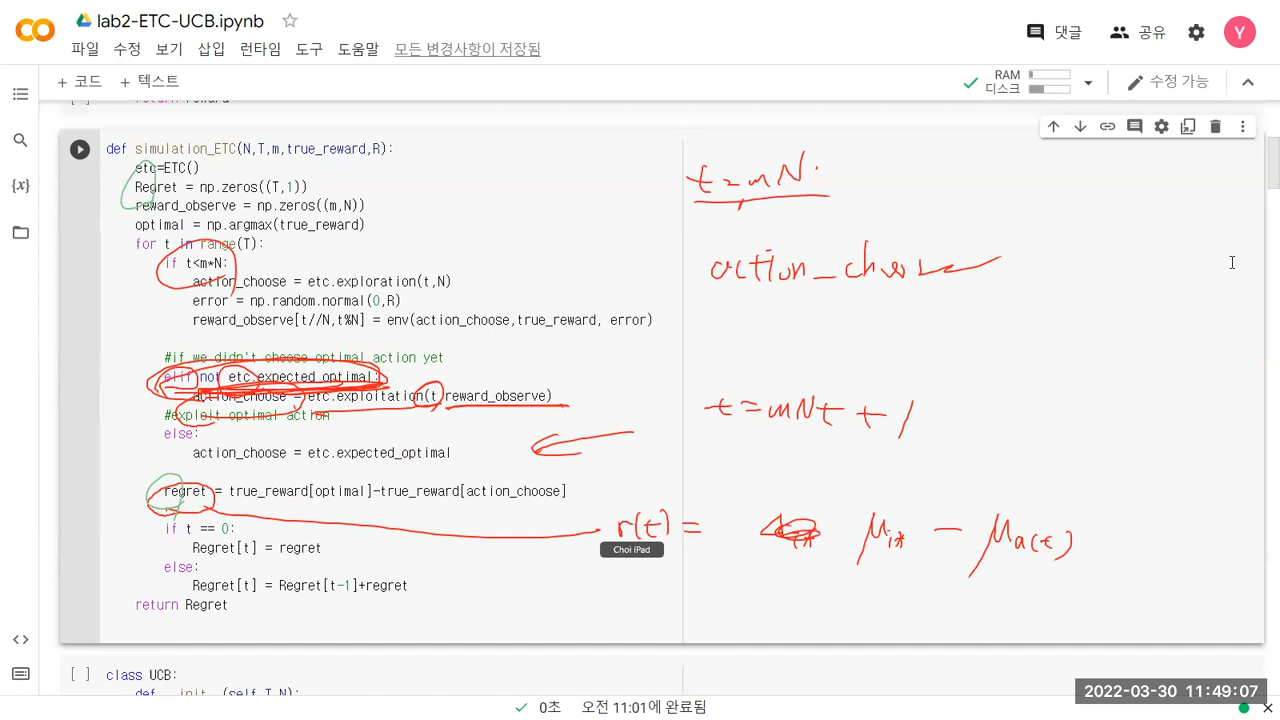 lab2-ETC-UCB.ipynb
댓글 공유 Y
파일 수정 보기 삽입 런타임 도구 도움말 모든 변경사항이 저장됨
+ 코드 + 텍스트
RAM
디스크
수정 가능
[ ] return reward
def simulation_ETC(N,T,m,true_reward,R):
etc=ETC()
Regret = np.zeros((T,1))
reward_observe = np.zeros((m,N))
optimal = np.argmax(true_reward)
for t in range(T):
if t<m*N:
action_choose = etc.exploration(t,N)
error = np.random.normal(0,R)
reward_observe[t//N,t%N] = env(action_choose,true_reward, error)
#if we didn't choose optimal action yet
elif not etc.expected_optimal:
action_choose = etc.exploitation(t,reward_observe)
#exploit optimal action
else:
action_choose = etc.expected_optimal
regret = true_reward[optimal]-true_reward[action_choose]
if t == 0:
Regret[t] = regret
else:
Regret[t] = Regret[t-1]+regret
return Regret
t=mN
action_choose
t=mNt+1
r(t) = μi* - μa(t)
Choi iPad
[ ] class UCB:
def __init__(self,T,N):
0초 오전 11:01에 완료됨
2022-03-30 11:49:07